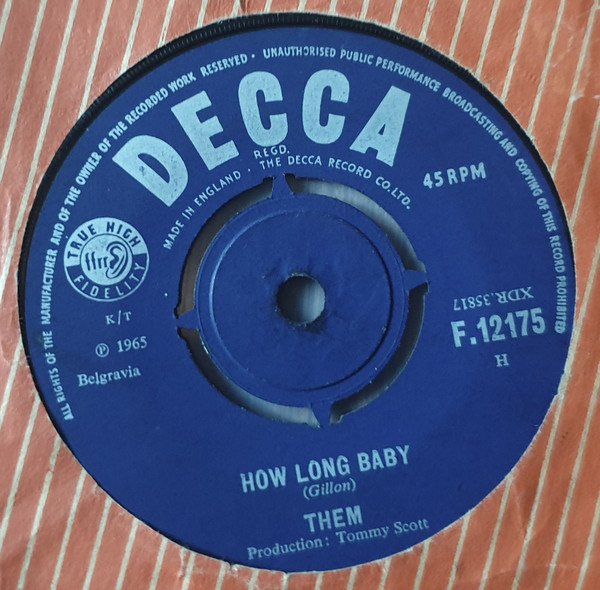 ALL RIGHTS OF THE MANUFACTURER AND OF THE OWNER OF THE RECORDED WORK RESERVED · UNAUTHORISED PUBLIC PERFORMANCE BROADCASTING AND COPYING OF THIS RECORD PROHIBITED
DECCA
REGD.
MADE IN ENGLAND · THE DECCA RECORD CO. LTD.
45 RPM
TRUE HIGH
ffrr
FIDELITY
K/T
℗ 1965
Belgravia
XDR.35817
F.12175
H
HOW LONG BABY
(Gillon)
THEM
Production: Tommy Scott